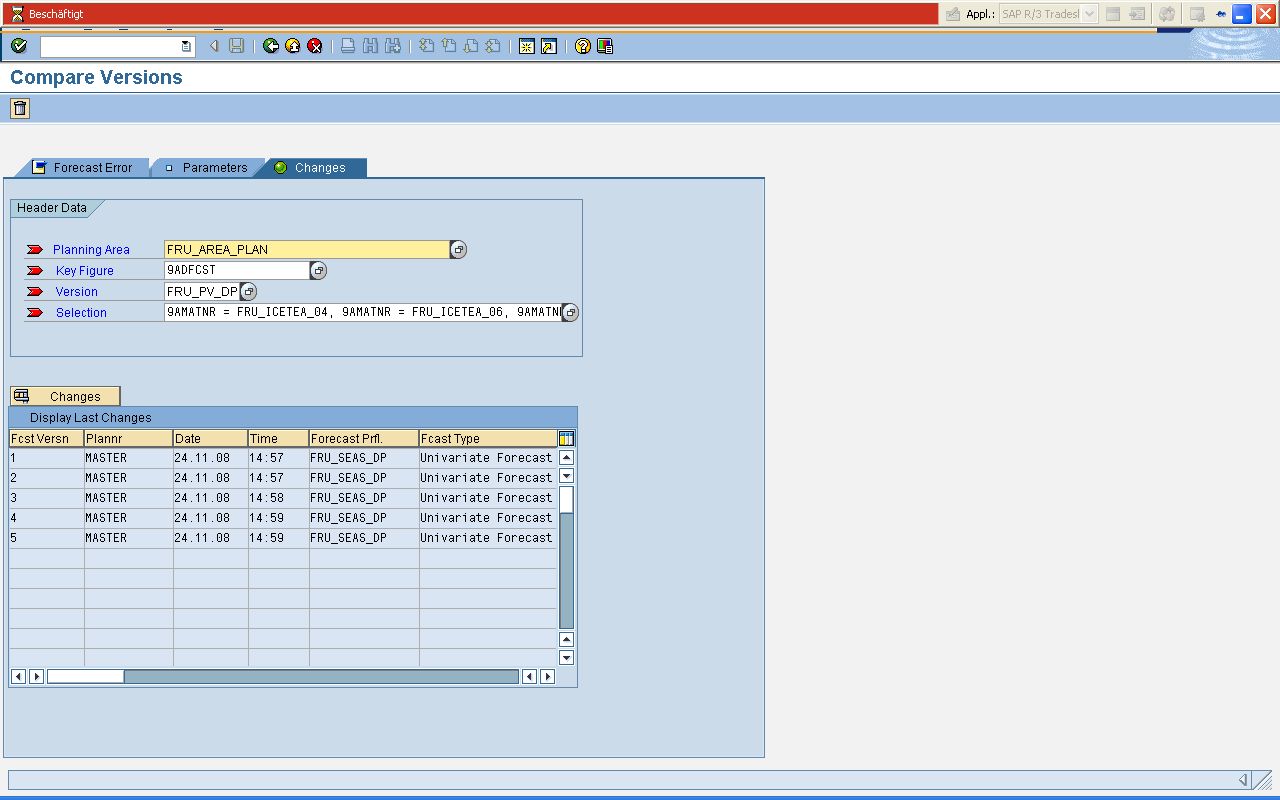 Beschäftigt Appl.: SAP R/3 Tradesl
Compare Versions
Forecast Error Parameters Changes
Header Data
Planning Area FRU_AREA_PLAN
Key Figure 9ADFCST
Version FRU_PV_DP
Selection 9AMATNR = FRU_ICETEA_04, 9AMATNR = FRU_ICETEA_06, 9AMATN
Changes
Display Last Changes
Fcst Versn Plannr Date Time Forecast Prfl. Fcast Type
1 MASTER 24.11.08 14:57 FRU_SEAS_DP Univariate Forecast
2 MASTER 24.11.08 14:57 FRU_SEAS_DP Univariate Forecast
3 MASTER 24.11.08 14:58 FRU_SEAS_DP Univariate Forecast
4 MASTER 24.11.08 14:59 FRU_SEAS_DP Univariate Forecast
5 MASTER 24.11.08 14:59 FRU_SEAS_DP Univariate Forecast